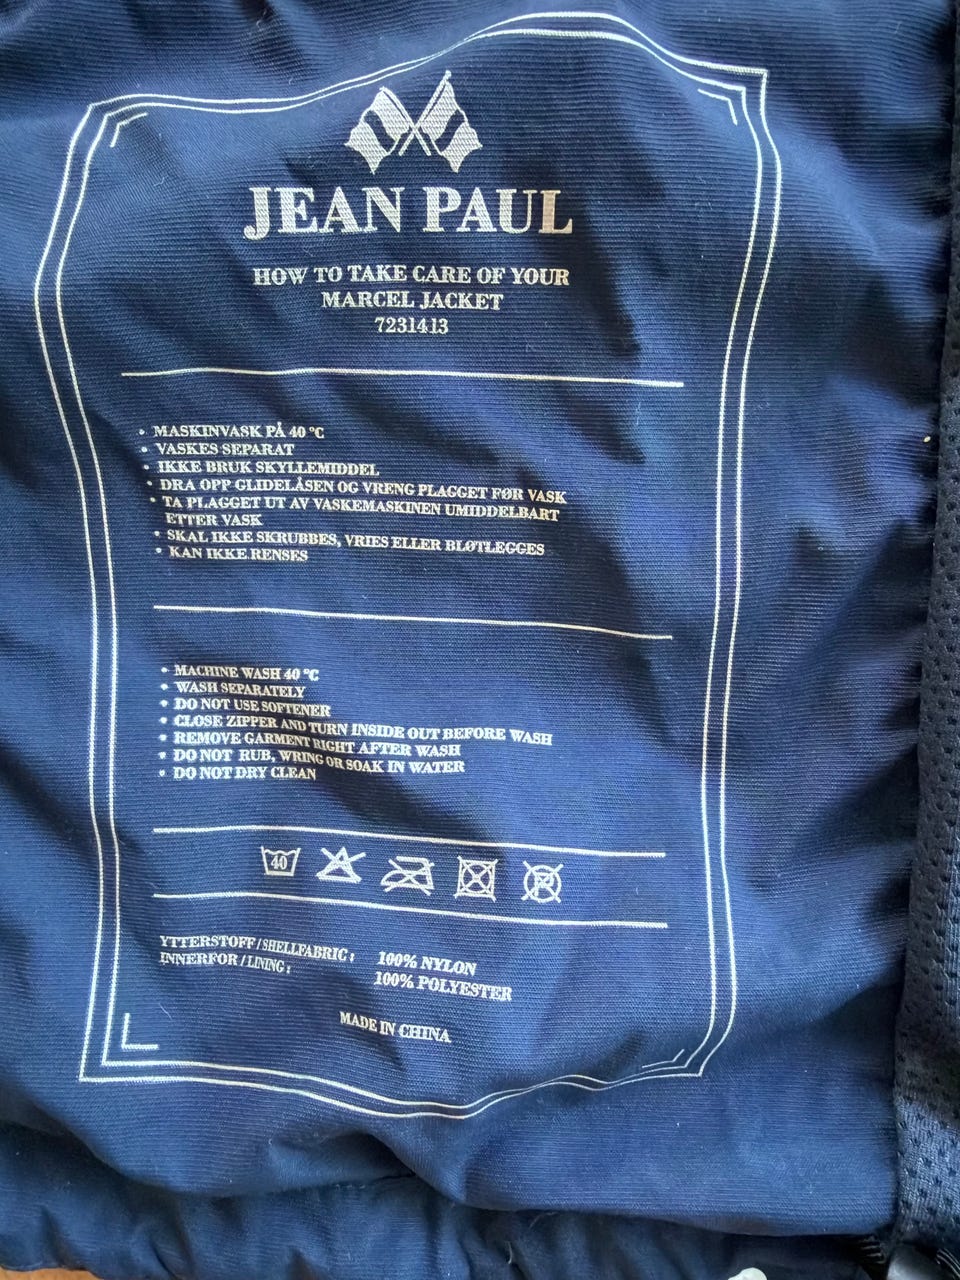 JEAN PAUL
HOW TO TAKE CARE OF YOUR
MARCEL JACKET
7231413
• MASKINVASK PÅ 40 °C
• VASKES SEPARAT
• IKKE BRUK SKYLLEMIDDEL
• DRA OPP GLIDELÅSEN OG VRENG PLAGGET FØR VASK
• TA PLAGGET UT AV VASKEMASKINEN UMIDDELBART
ETTER VASK
• SKAL IKKE SKRUBBES, VRIES ELLER BLØTLEGGES
• KAN IKKE RENSES
• MACHINE WASH 40 °C
• WASH SEPARATELY
• DO NOT USE SOFTENER
• CLOSE ZIPPER AND TURN INSIDE OUT BEFORE WASH
• REMOVE GARMENT RIGHT AFTER WASH
• DO NOT RUB, WRING OR SOAK IN WATER
• DO NOT DRY CLEAN
40 P
YTTERSTOFF / SHELLFABRIC : 100% NYLON
INNERFOR / LINING : 100% POLYESTER
MADE IN CHINA